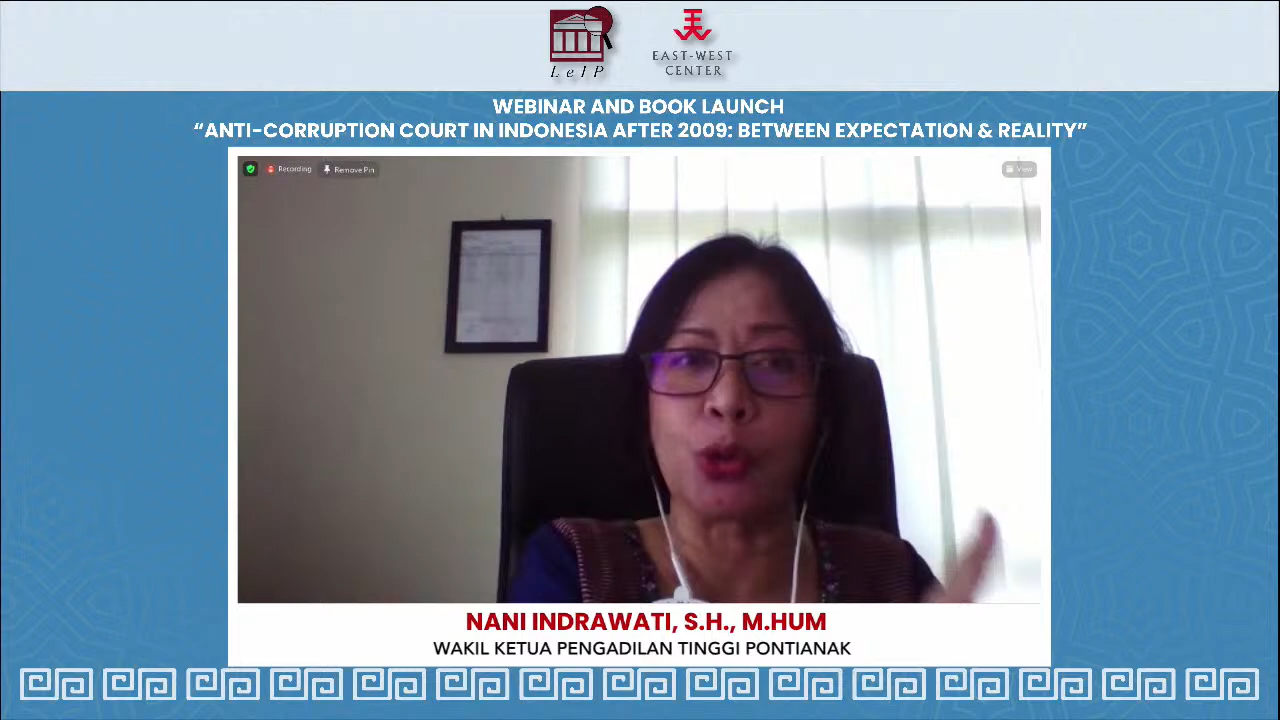 LeIP
EAST-WEST
CENTER
WEBINAR AND BOOK LAUNCH
“ANTI-CORRUPTION COURT IN INDONESIA AFTER 2009: BETWEEN EXPECTATION & REALITY”
Recording
Remove Pin
View
NANI INDRAWATI, S.H., M.HUM
WAKIL KETUA PENGADILAN TINGGI PONTIANAK